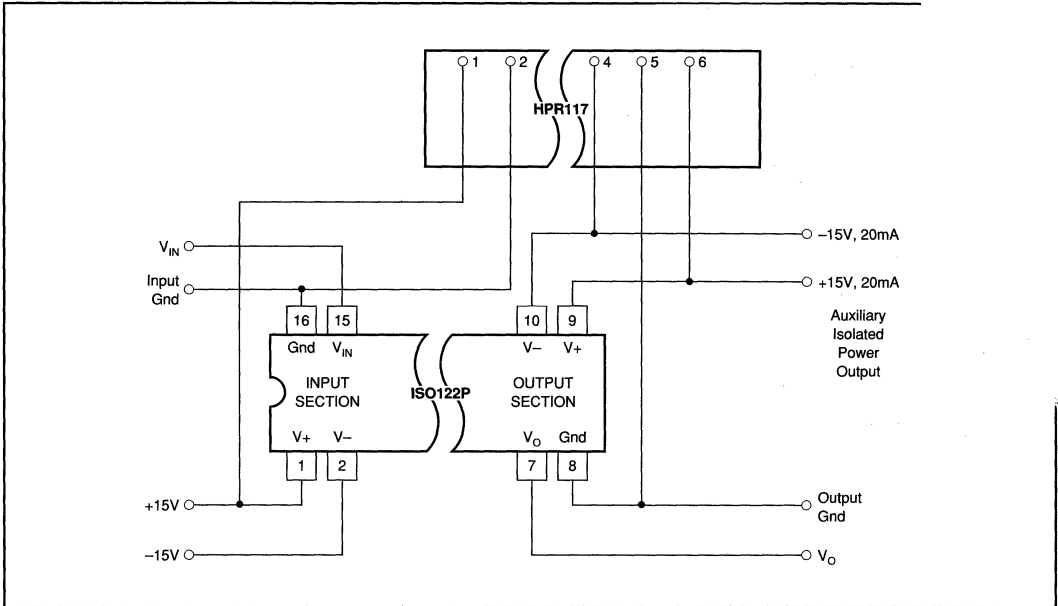 1 2 4 5 6
HPR117
–15V, 20mA
V_IN
+15V, 20mA
Input
Gnd
Auxiliary
Isolated
Power
Output
16 15 10 9
Gnd V_IN V– V+
INPUT
SECTION
ISO122P
OUTPUT
SECTION
V+ V– V_O Gnd
1 2 7 8
+15V
Output
Gnd
–15V
V_O